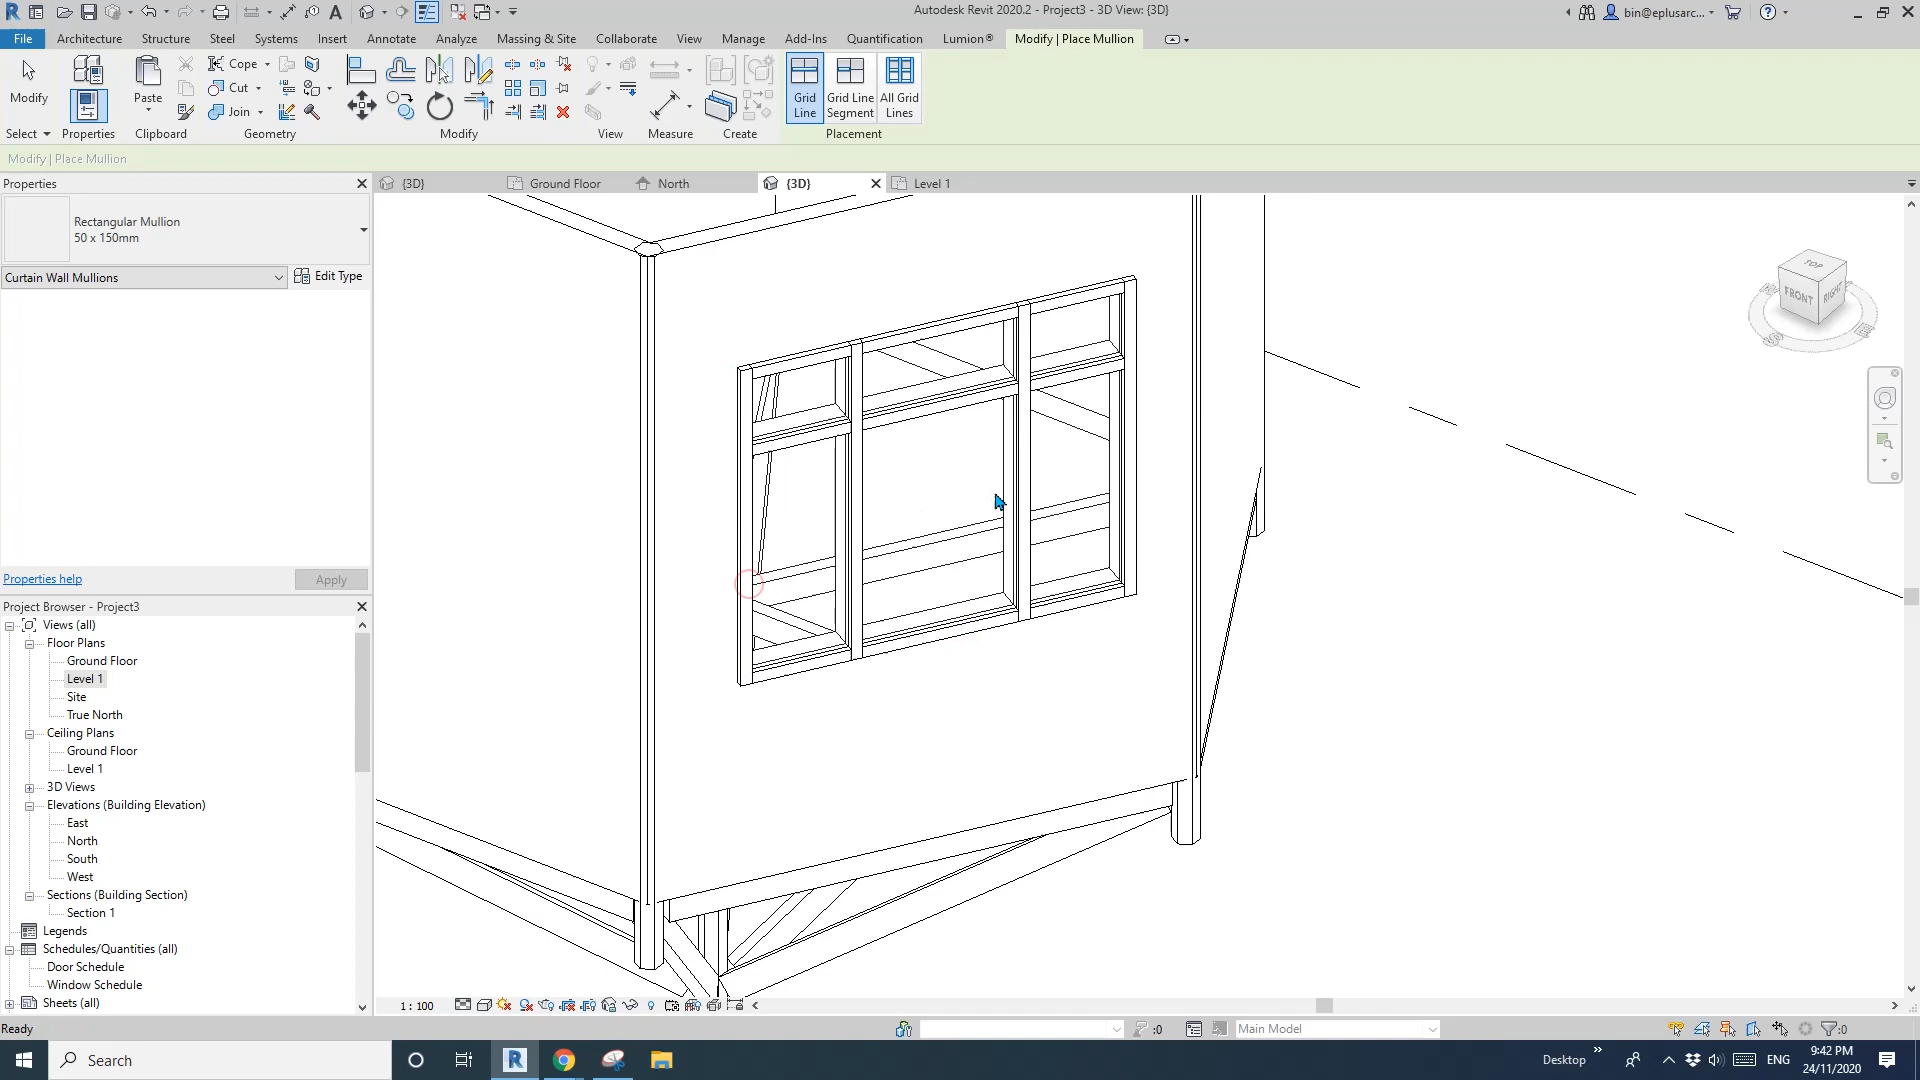 Autodesk Revit 2020.2 - Project3 - 3D View: {3D}
bin@eplusarc...
File Architecture Structure Steel Systems Insert Annotate Analyze Massing & Site Collaborate View Manage Add-Ins Quantification Lumion® Modify | Place Mullion
Modify
Paste
Cope
Cut
Join
Grid Line
Grid Line Segment
All Grid Lines
Select Properties Clipboard Geometry Modify View Measure Create Placement
Modify | Place Mullion
Properties
{3D} Ground Floor North {3D} Level 1
Rectangular Mullion
50 x 150mm
Curtain Wall Mullions
Edit Type
TOP
FRONT
RIGHT
S
E
Properties help
Apply
Project Browser - Project3
Views (all)
Floor Plans
Ground Floor
Level 1
Site
True North
Ceiling Plans
Ground Floor
Level 1
3D Views
Elevations (Building Elevation)
East
North
South
West
Sections (Building Section)
Section 1
Legends
Schedules/Quantities (all)
Door Schedule
Window Schedule
Sheets (all)
1 : 100
Ready
:0
Main Model
:0
Search
Desktop
ENG
9:42 PM
24/11/2020